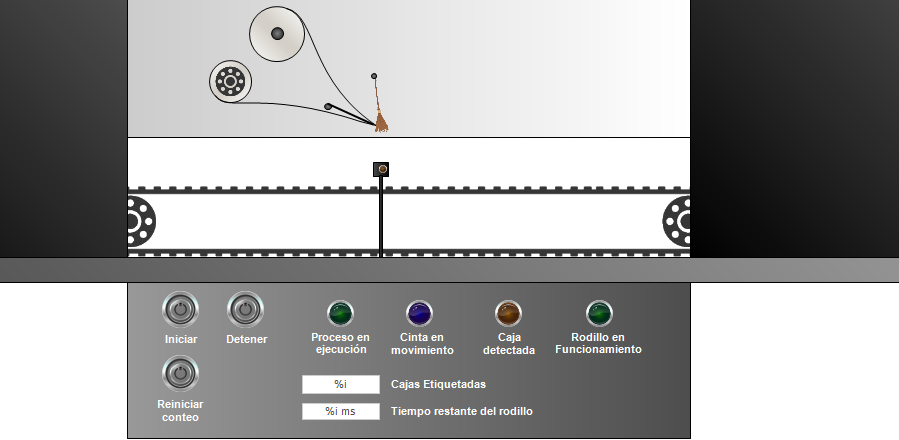 Iniciar
Detener
Proceso en
ejecución
Cinta en
movimiento
Caja
detectada
Rodillo en
Funcionamiento
Reiniciar
conteo
%i
Cajas Etiquetadas
%i ms
Tiempo restante del rodillo